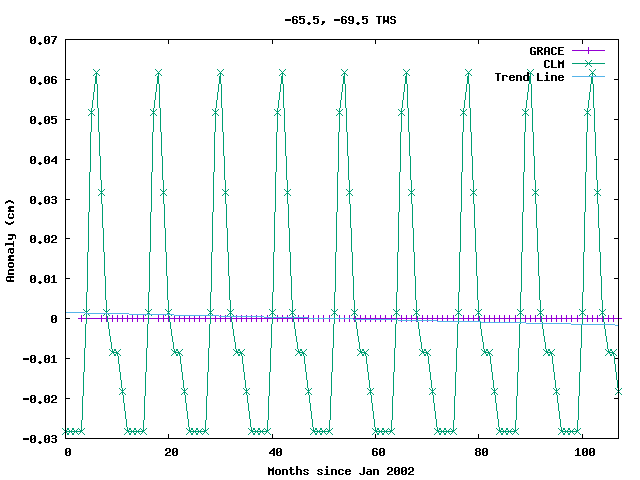 -65.5, -69.5 TWS
0.07
GRACE
CLM
Trend Line
0.06
0.05
0.04
0.03
0.02
0.01
0
-0.01
-0.02
-0.03
Anomaly (cm)
0 20 40 60 80 100
Months since Jan 2002